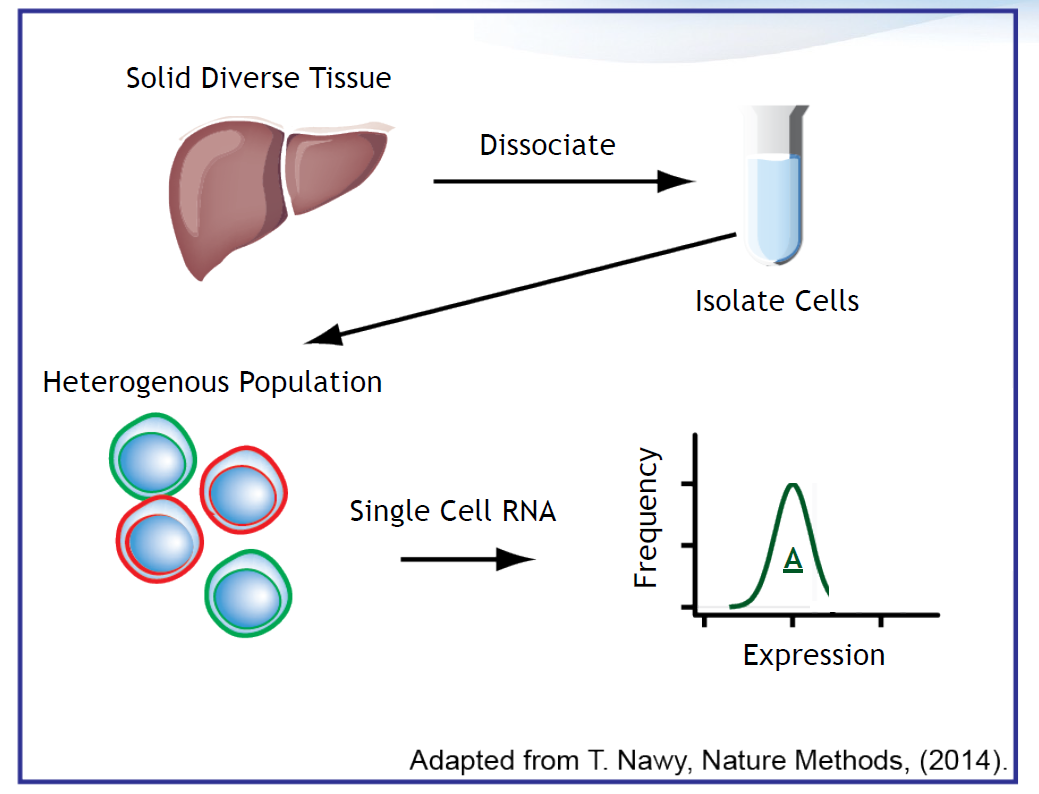 Solid Diverse Tissue
Dissociate
Isolate Cells
Heterogenous Population
Single Cell RNA
Frequency
A
Expression
Adapted from T. Nawy, Nature Methods, (2014).